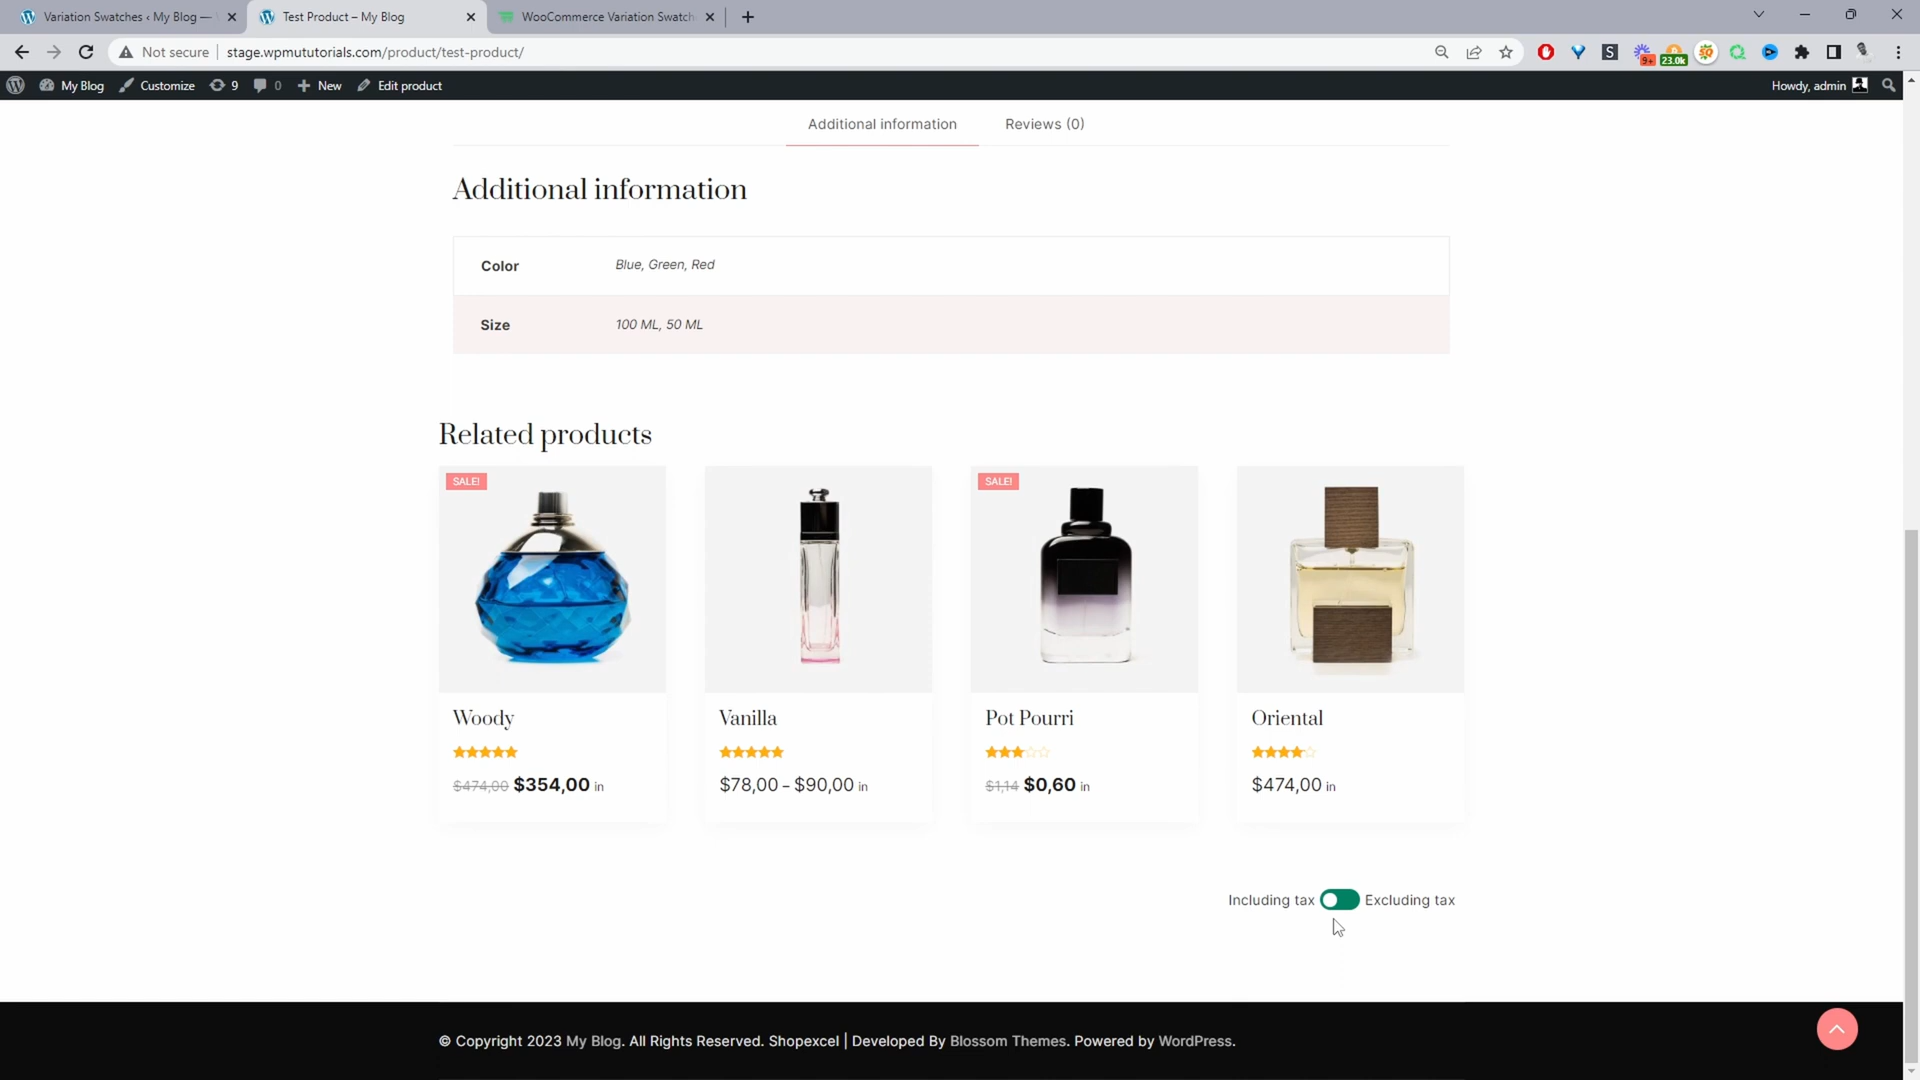 Variation Swatches ‹ My Blog —
Test Product – My Blog
WooCommerce Variation Swatch
Not secure
stage.wpmututorials.com/product/test-product/
9+
23.0k
My Blog
Customize
9
0
New
Edit product
Howdy, admin
Additional information
Reviews (0)
Additional information
Color
Blue, Green, Red
Size
100 ML, 50 ML
Related products
SALE!
SALE!
Woody
Vanilla
Pot Pourri
Oriental
$474,00 $354,00 in
$78,00 – $90,00 in
$1,14 $0,60 in
$474,00 in
Including tax
Excluding tax
© Copyright 2023 My Blog. All Rights Reserved. Shopexcel | Developed By Blossom Themes. Powered by WordPress.